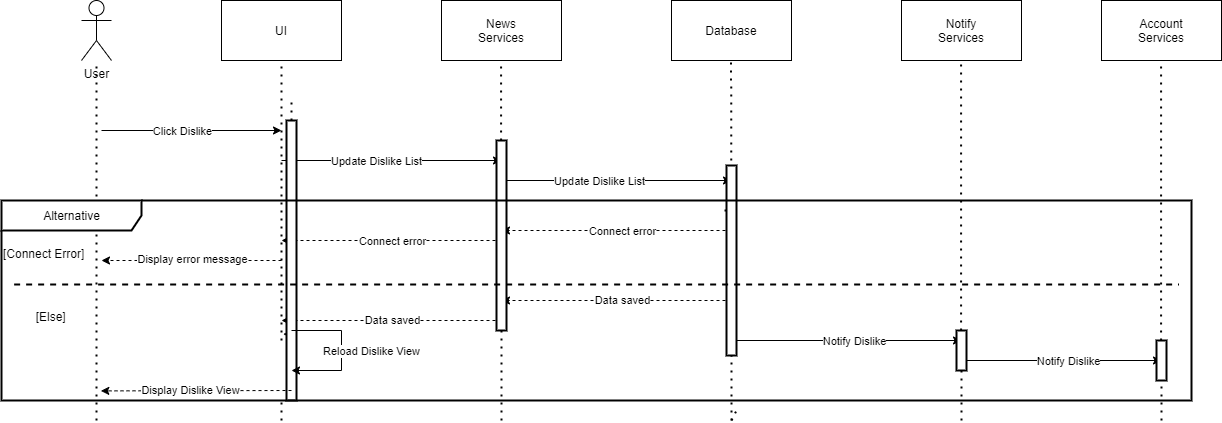 User
UI
News
Services
Database
Notify
Services
Account
Services
Click Dislike
Update Dislike List
Update Dislike List
Alternative
[Connect Error]
Connect error
Connect error
Display error message
[Else]
Data saved
Data saved
Notify Dislike
Reload Dislike View
Notify Dislike
Display Dislike View